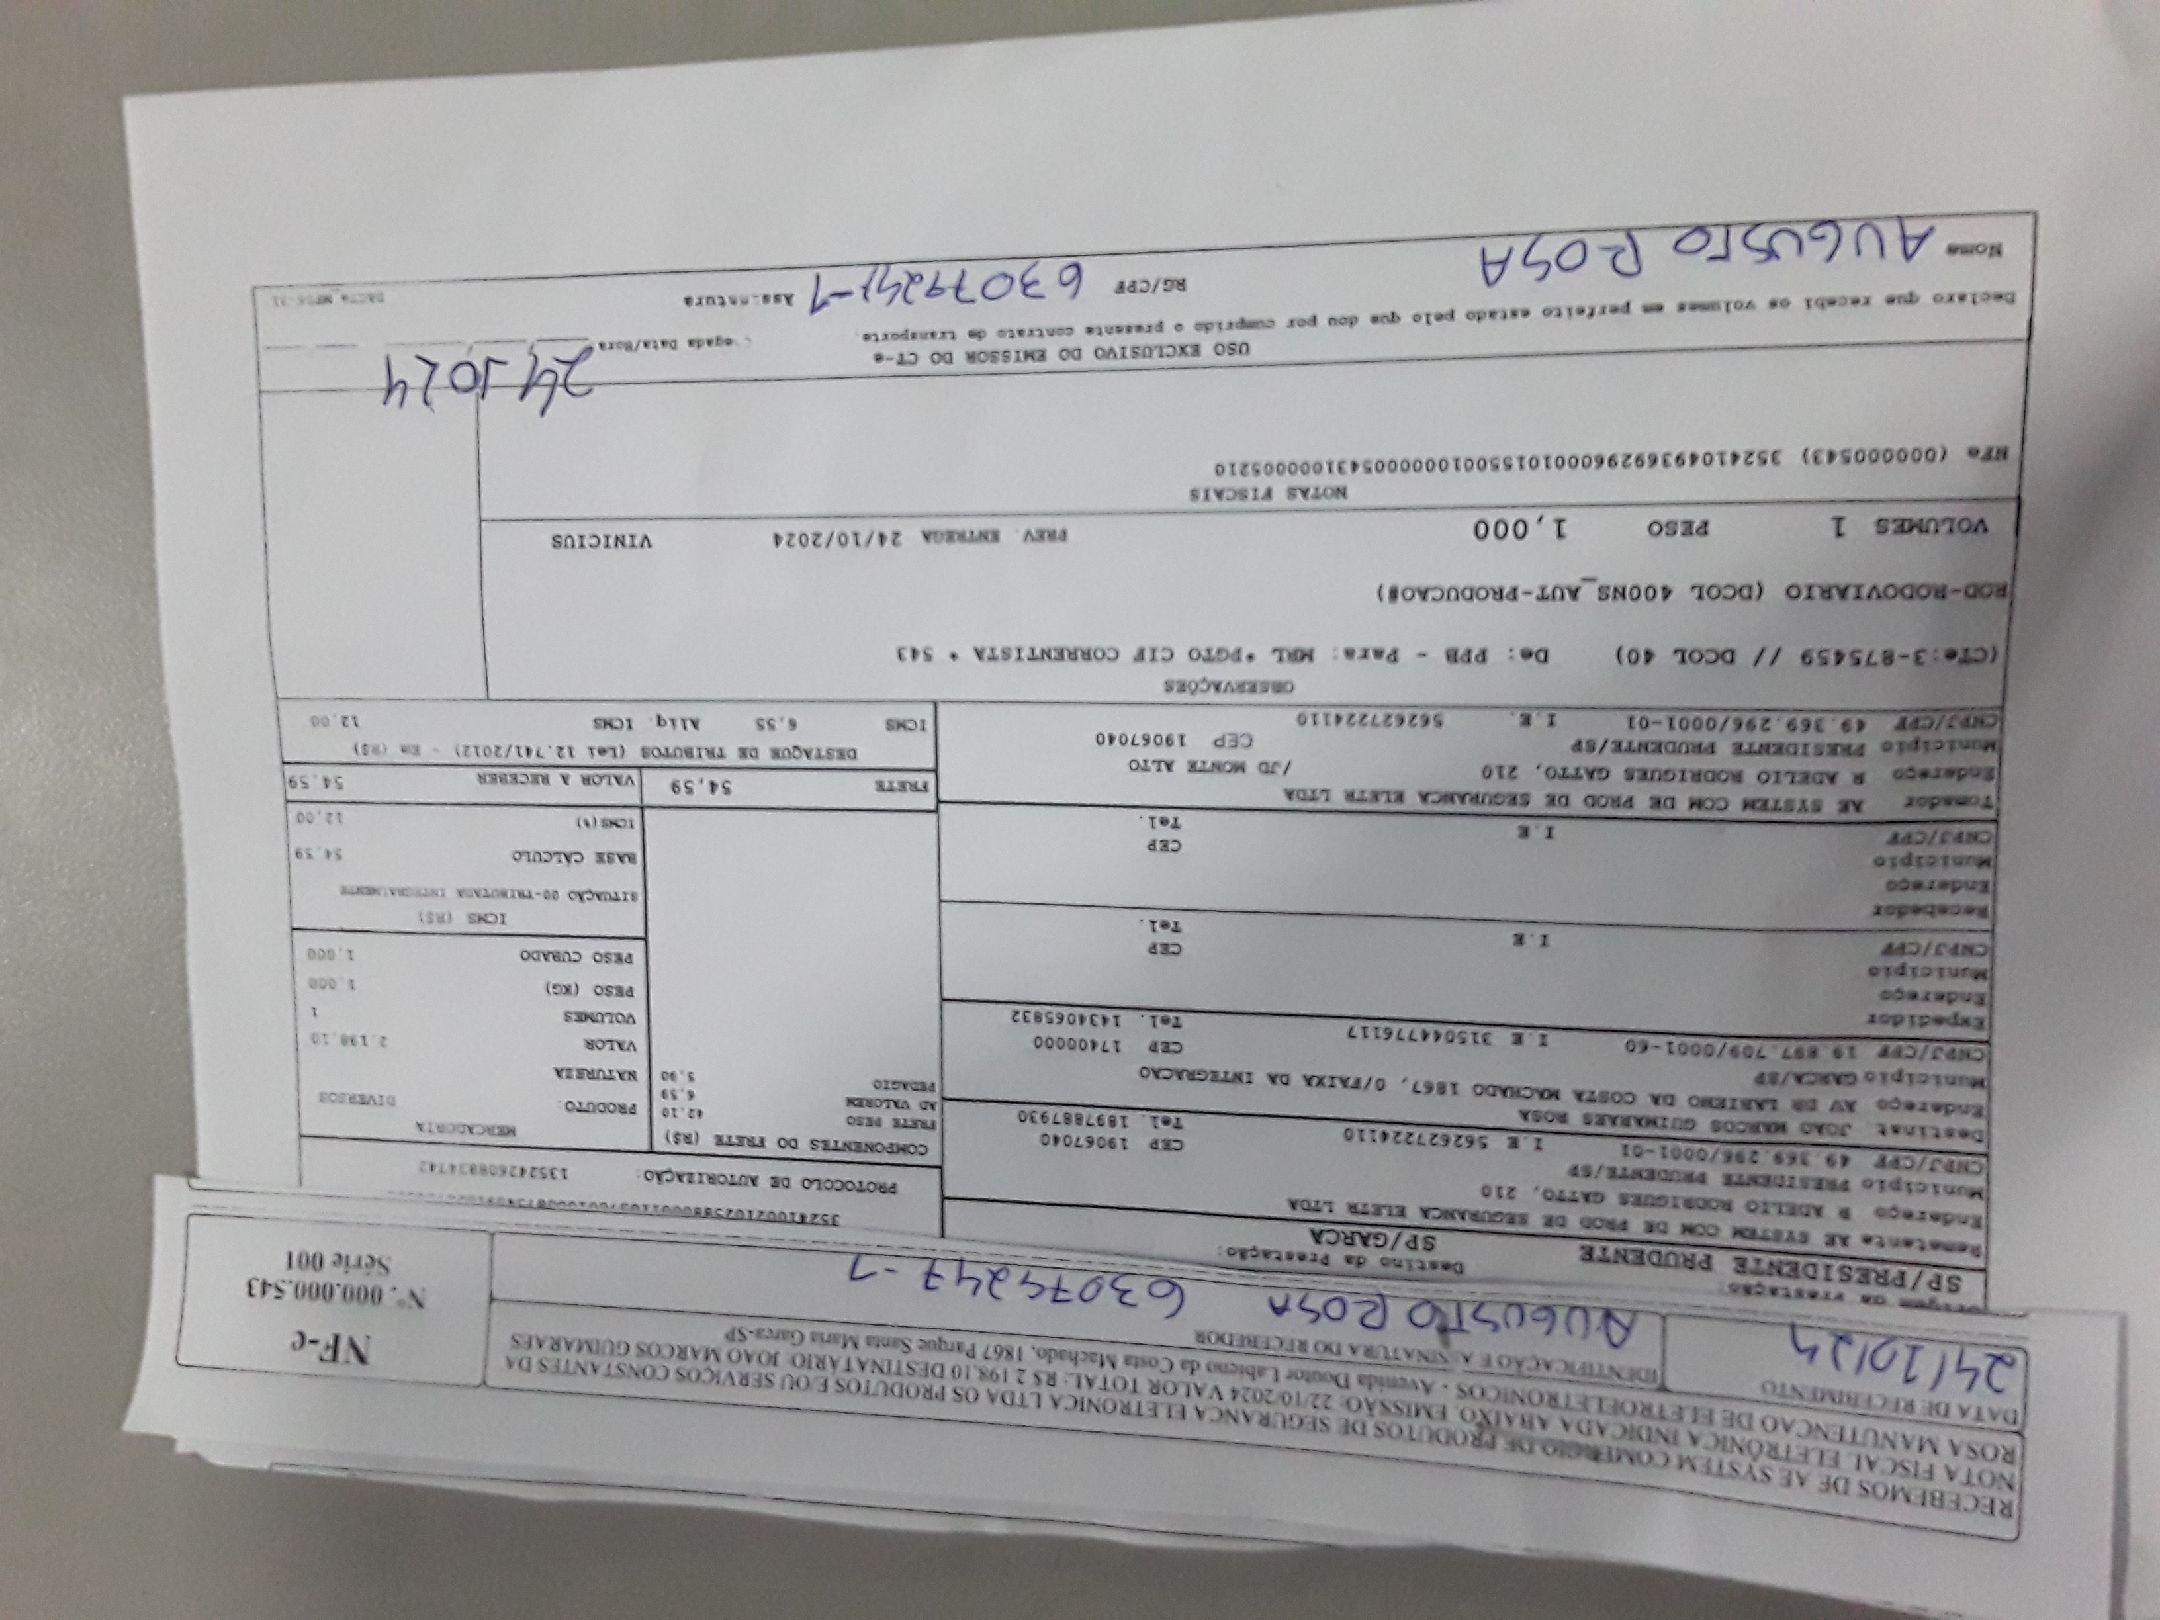 RECEBEMOS DE AE SYSTEM COMERCIO DE PRODUTOS DE SEGURANCA ELETRONICA LTDA OS PRODUTOS E/OU SERVIÇOS CONSTANTES DA
NOTA FISCAL ELETRÔNICA INDICADA ABAIXO. EMISSÃO: 22/10/2024 VALOR TOTAL: R$ 2.198,10 DESTINATÁRIO: JOAO MARCOS GUIMARAES
ROSA MANUTENCAO DE ELETROELETRONICOS - Avenida Doutor Labieno da Costa Machado, 1867 Parque Santa Maria Garca-SP
NF-e
Nº. 000.000.543
Série 001
DATA DE RECEBIMENTO
24/10/24
IDENTIFICAÇÃO E ASSINATURA DO RECEBEDOR
AUGUSTO ROSA 63079247-1
Origem da Prestação:
SP/PRESIDENTE PRUDENTE
Destino da Prestação:
SP/GARCA
Remetente AE SYSTEM COM DE PROD DE SEGURANCA ELETR LTDA
Endereço R ADELIO RODRIGUES GATTO, 210
Município PRESIDENTE PRUDENTE/SP CEP 19067040
CNPJ/CPF 49.369.296/0001-01 I.E 562627224110 Tel. 1897887930
Destinat. JOAO MARCOS GUIMARAES ROSA
Endereço AV DR LABIENO DA COSTA MACHADO 1867, 0/FAIXA DA INTEGRACAO
Município GARCA/SP CEP 17400000
CNPJ/CPF 19.897.709/0001-60 I.E 315044776117 Tel. 1434065832
Expedidor
Endereço
Município CEP
CNPJ/CPF I.E Tel.
Recebedor
Endereço
Município CEP
CNPJ/CPF I.E Tel.
Tomador AE SYSTEM COM DE PROD DE SEGURANCA ELETR LTDA
Endereço R ADELIO RODRIGUES GATTO, 210 /JD MONTE ALTO
Município PRESIDENTE PRUDENTE/SP CEP 19067040
CNPJ/CPF 49.369.296/0001-01 I.E. 562627224110
PROTOCOLO DE AUTORIZAÇÃO:
COMPONENTES DO FRETE (R$)
FRETE PESO 42,10
AD VALOREM 6,59
PEDAGIO 5,90
MERCADORIA
PRODUTO. DIVERSOS
NATUREZA
VALOR 2.198,10
VOLUMES 1
PESO (KG) 1,000
PESO CUBADO 1,000
ICMS (R$)
SITUAÇÃO 00-TRIBUTADA INTEGRALMENTE
BASE CÁLCULO 54,59
ICMS(%) 12,00
FRETE 54,59
VALOR A RECEBER 54,59
DESTAQUE DE TRIBUTOS (Lei 12.741/2012) - Em (R$)
ICMS 6,55 Aliq. ICMS 12,00
OBSERVAÇÕES
(CTe:3-875459 // DCOL 40) De: PPB - Para: MRL *PGTO CIF CORRENTISTA * 543
ROD-RODOVIARIO (DCOL 400NS_AUT-PRODUCAO#)
VOLUMES 1 PESO 1,000 PREV. ENTREGA 24/10/2024 VINICIUS
NOTAS FISCAIS
NFe (00000543) 35241049369296000101550010000005431000005210
USO EXCLUSIVO DO EMISSOR DO CT-e
Declaro que recebi os volumes em perfeito estado pelo que dou por cumprido o presente contrato de transporte.
egada Data/Hora 24 10 24
Nome AUGUSTO ROSA RG/CPF 63079247-1 Assinatura